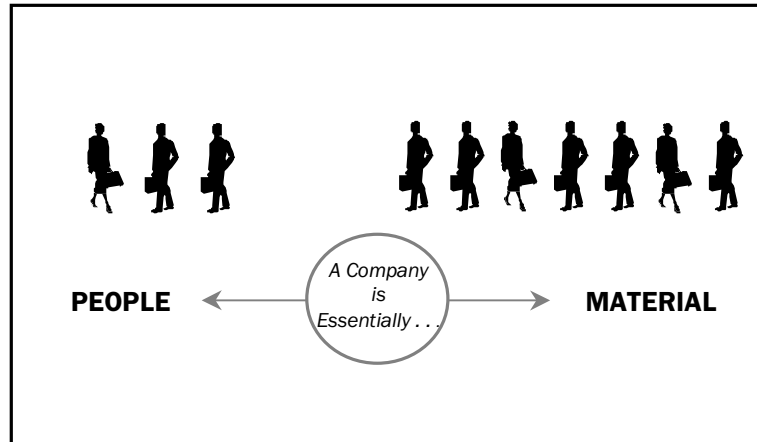 A Company
is
Essentially . . .
PEOPLE
MATERIAL